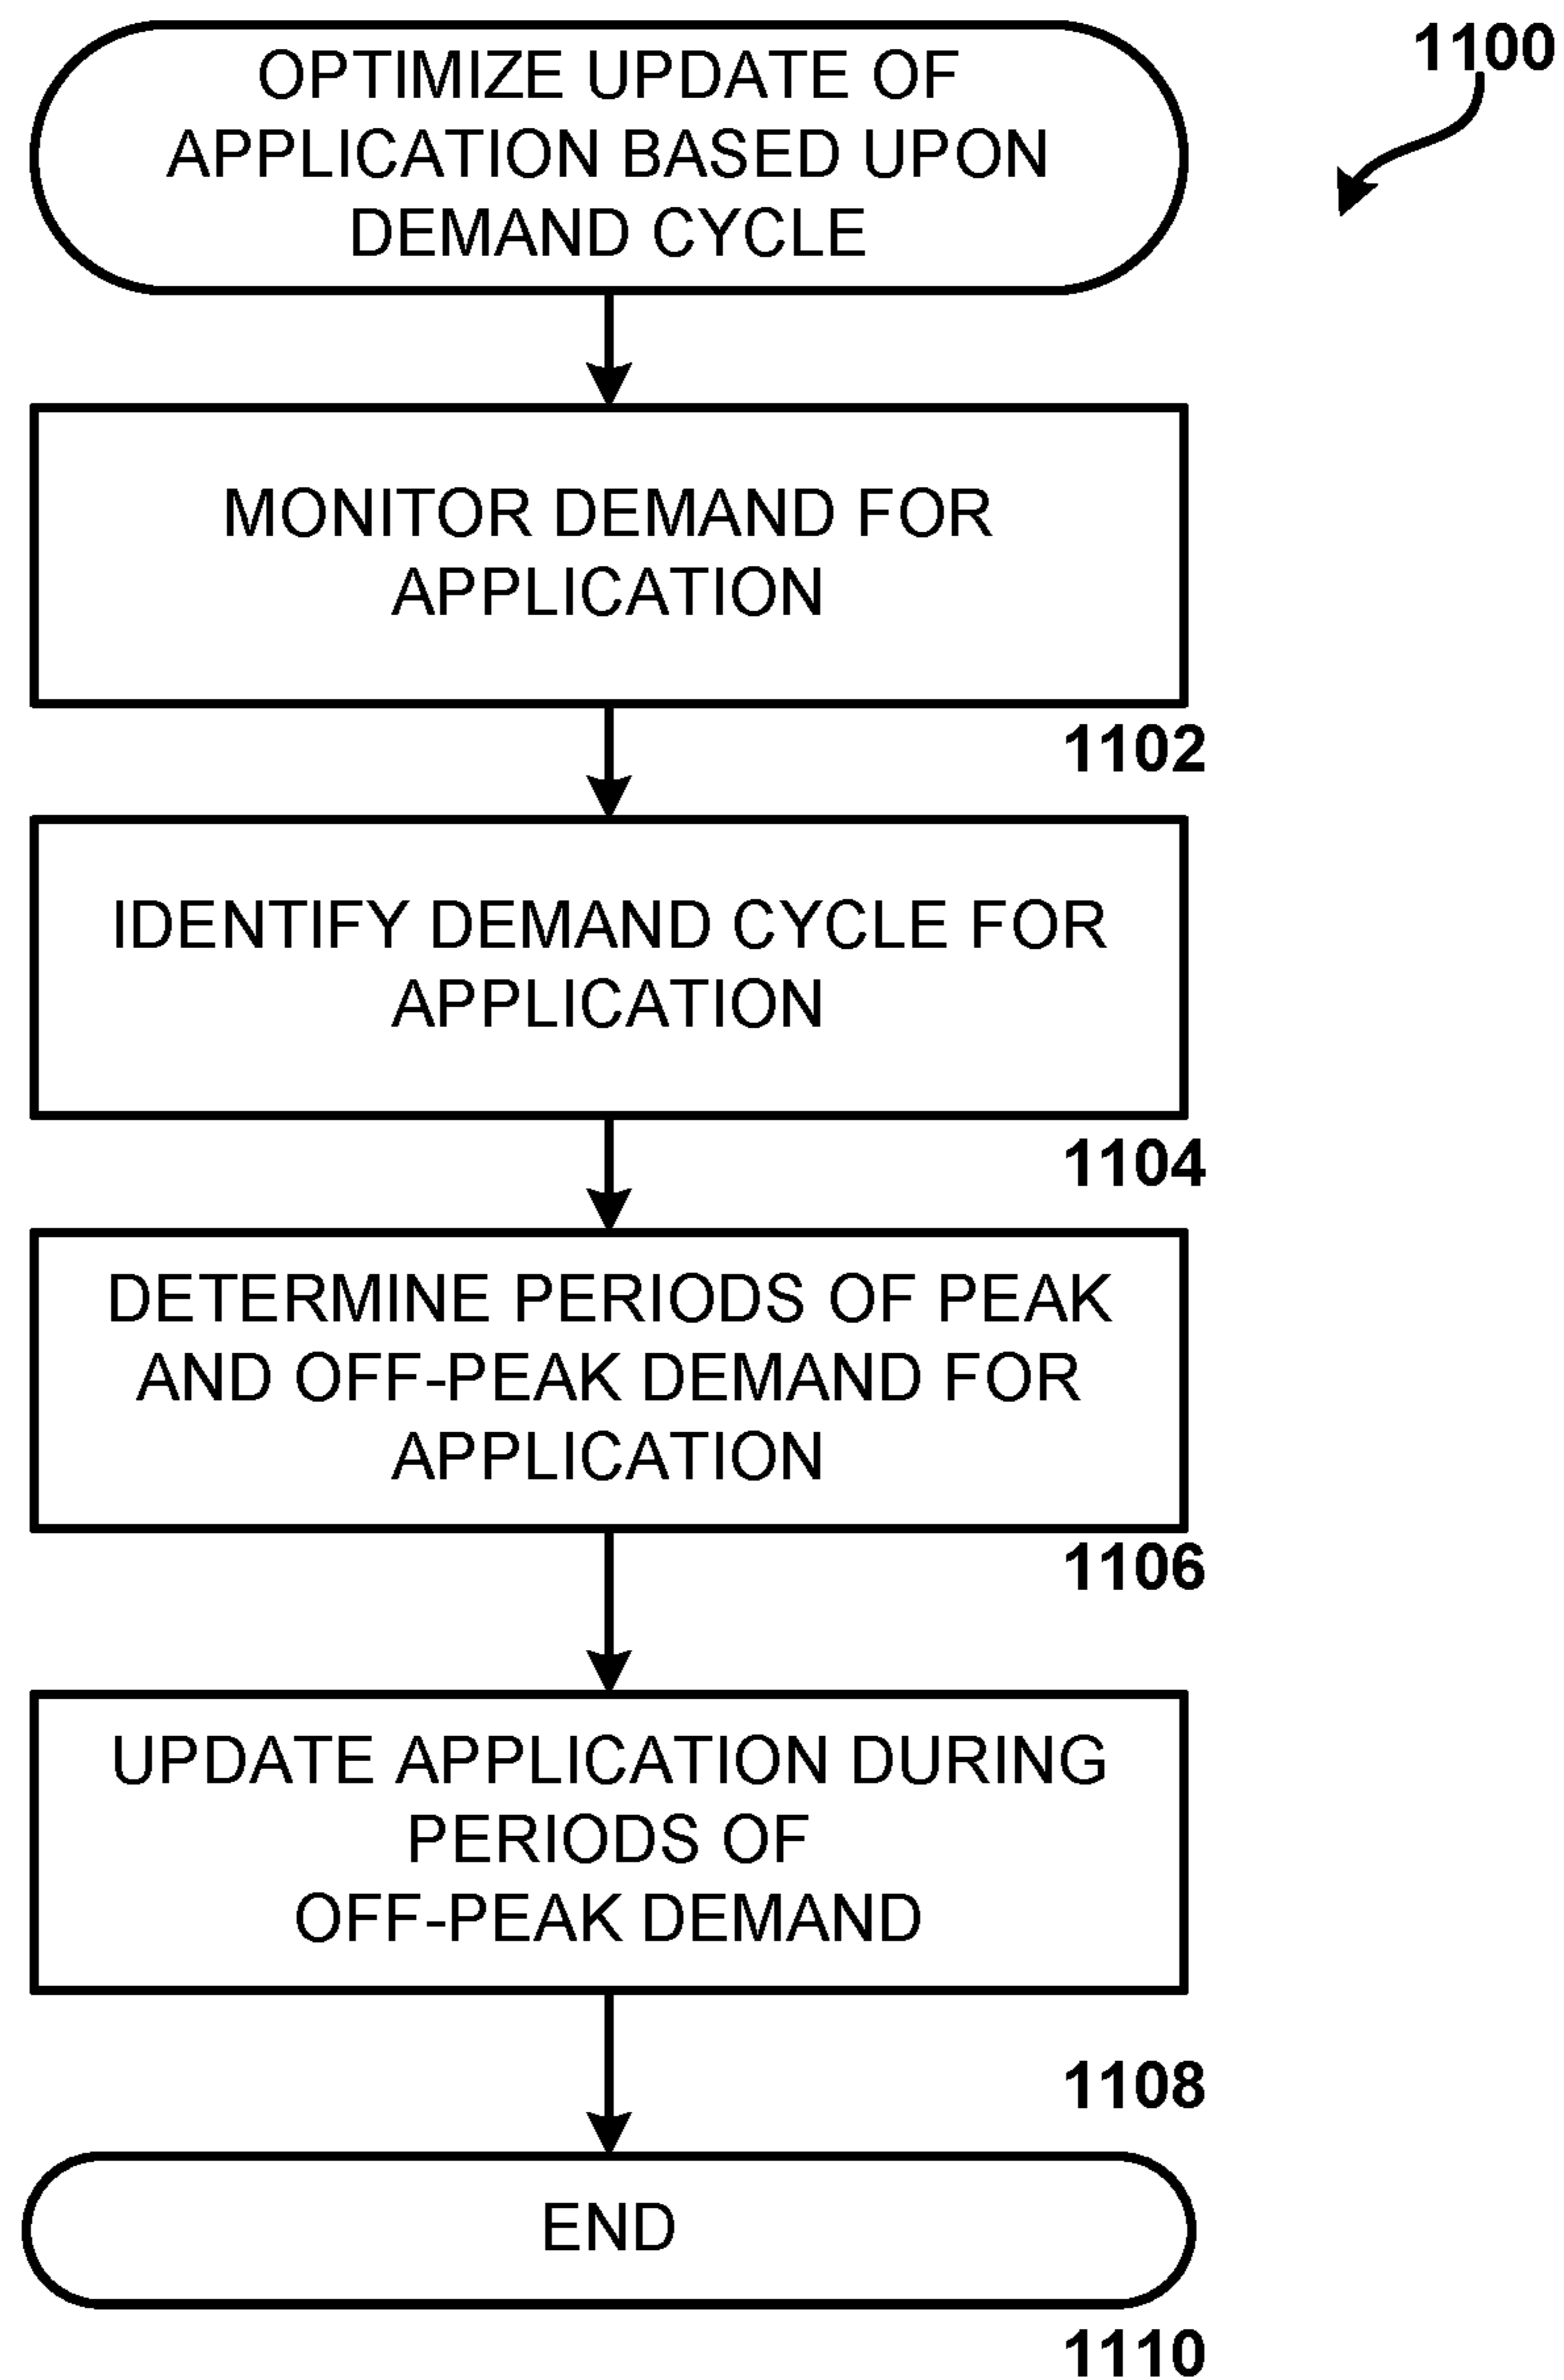 1100
OPTIMIZE UPDATE OF
APPLICATION BASED UPON
DEMAND CYCLE
MONITOR DEMAND FOR
APPLICATION
1102
IDENTIFY DEMAND CYCLE FOR
APPLICATION
1104
DETERMINE PERIODS OF PEAK
AND OFF-PEAK DEMAND FOR
APPLICATION
1106
UPDATE APPLICATION DURING
PERIODS OF
OFF-PEAK DEMAND
1108
END
1110